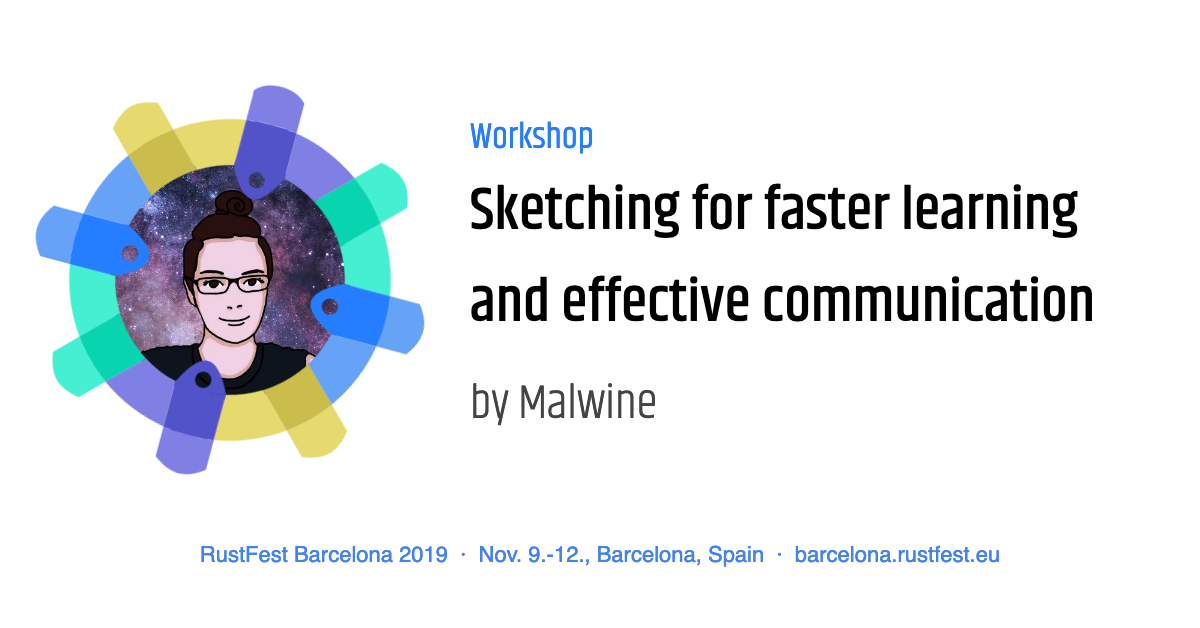 Workshop
Sketching for faster learning
and effective communication
by Malwine
RustFest Barcelona 2019 · Nov. 9.-12., Barcelona, Spain · barcelona.rustfest.eu